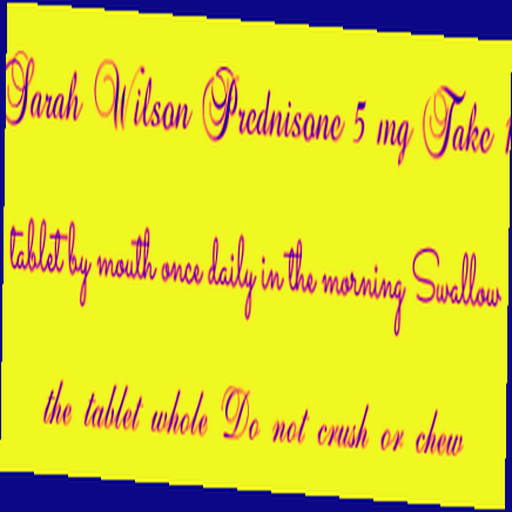 Sarah Wilson Prednisone 5 mg Take 1
tablet by mouth once daily in the morning Swallow
the tablet whole Do not crush or chew